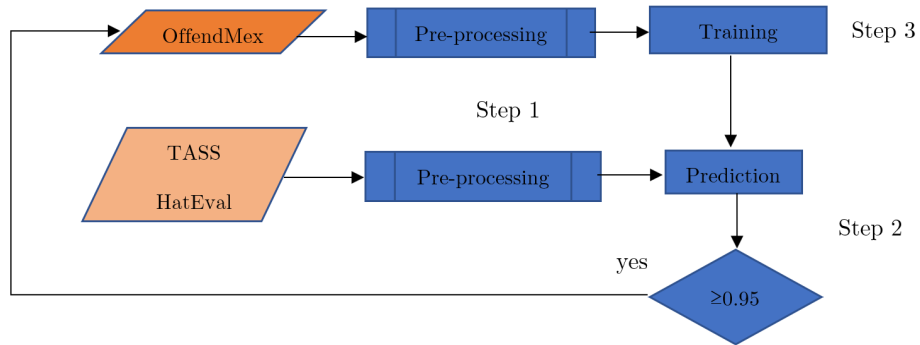 OffendMex
Pre-processing
Training
Step 3
Step 1
TASS
HatEval
Pre-processing
Prediction
Step 2
yes
≥0.95